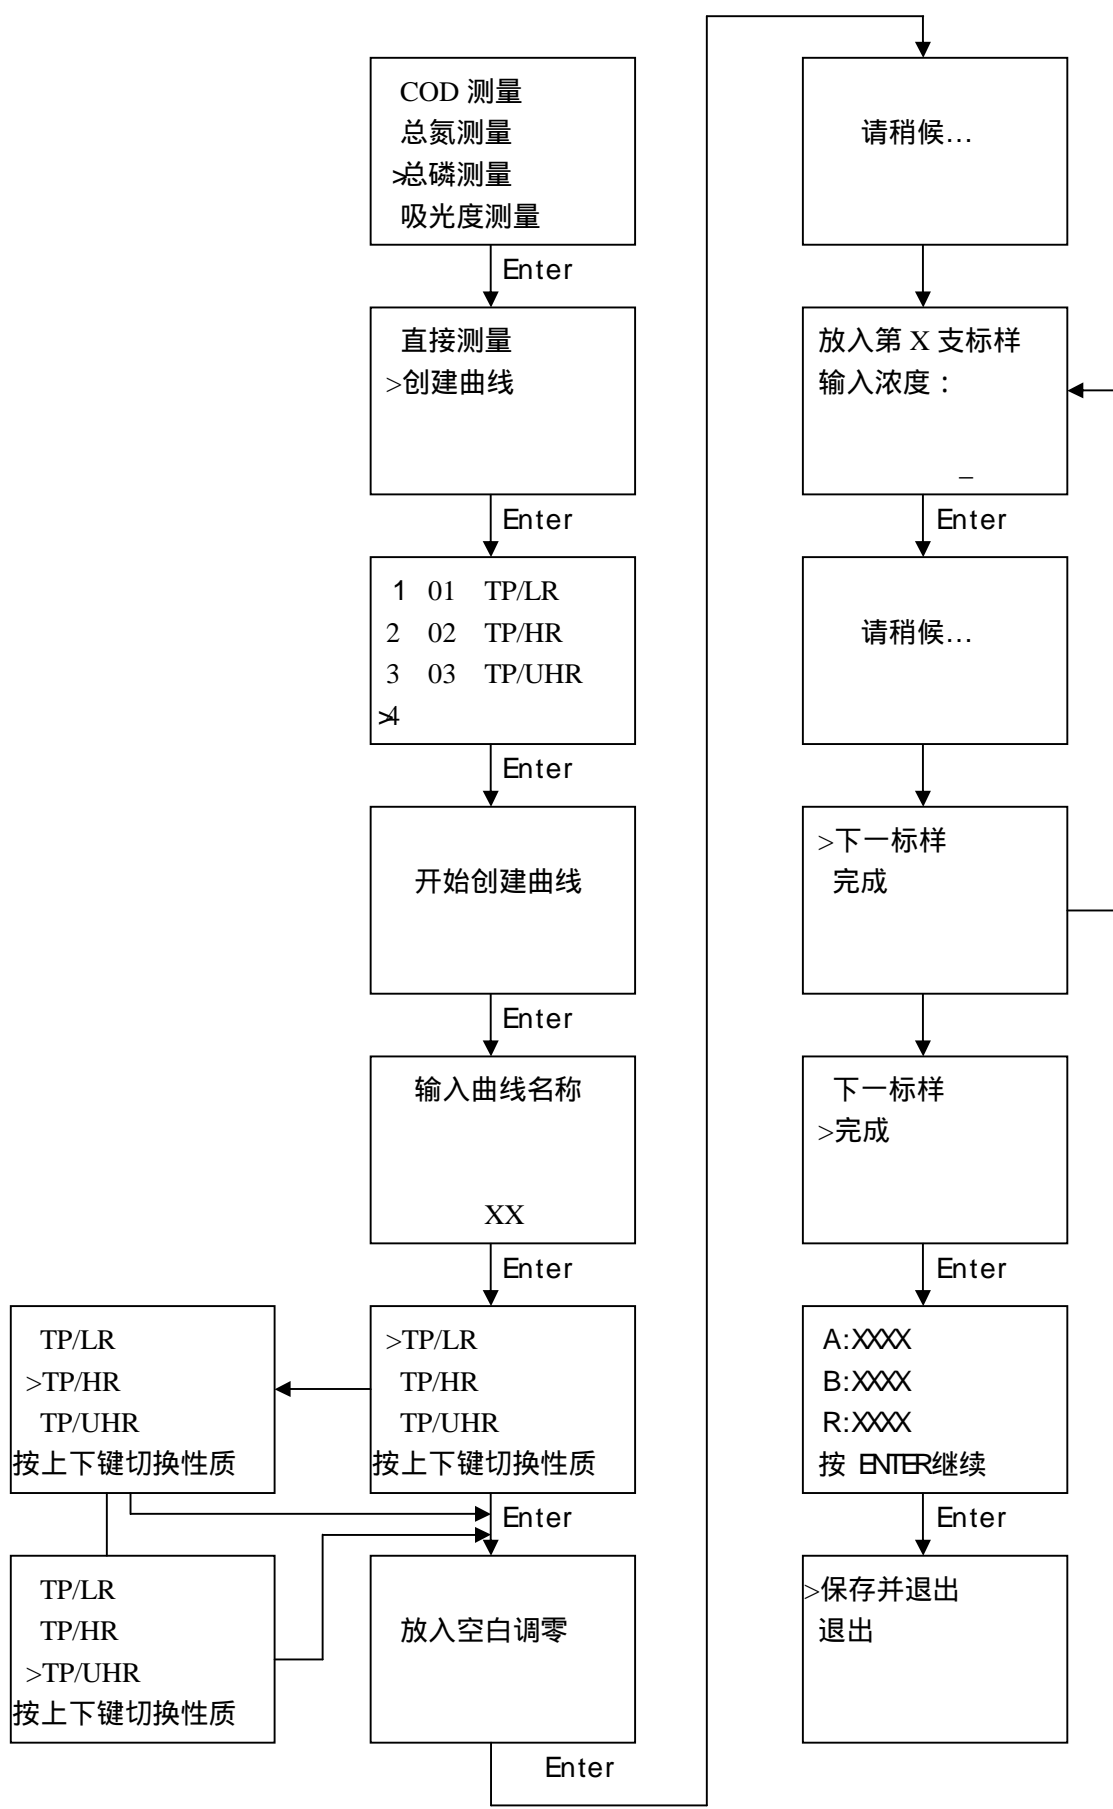 COD 测量
总氮测量
>总磷测量
吸光度测量
Enter
直接测量
>创建曲线
Enter
1 01 TP/LR
2 02 TP/HR
3 03 TP/UHR
>4
Enter
开始创建曲线
Enter
输入曲线名称
XX
Enter
>TP/LR
TP/HR
TP/UHR
按上下键切换性质
Enter
TP/LR
>TP/HR
TP/UHR
按上下键切换性质
TP/LR
TP/HR
>TP/UHR
按上下键切换性质
放入空白调零
Enter
请稍候…
放入第 X 支标样
输入浓度：
_
Enter
请稍候…
>下一标样
完成
下一标样
>完成
Enter
A:XXXX
B:XXXX
R:XXXX
按 ENTER继续
Enter
>保存并退出
退出